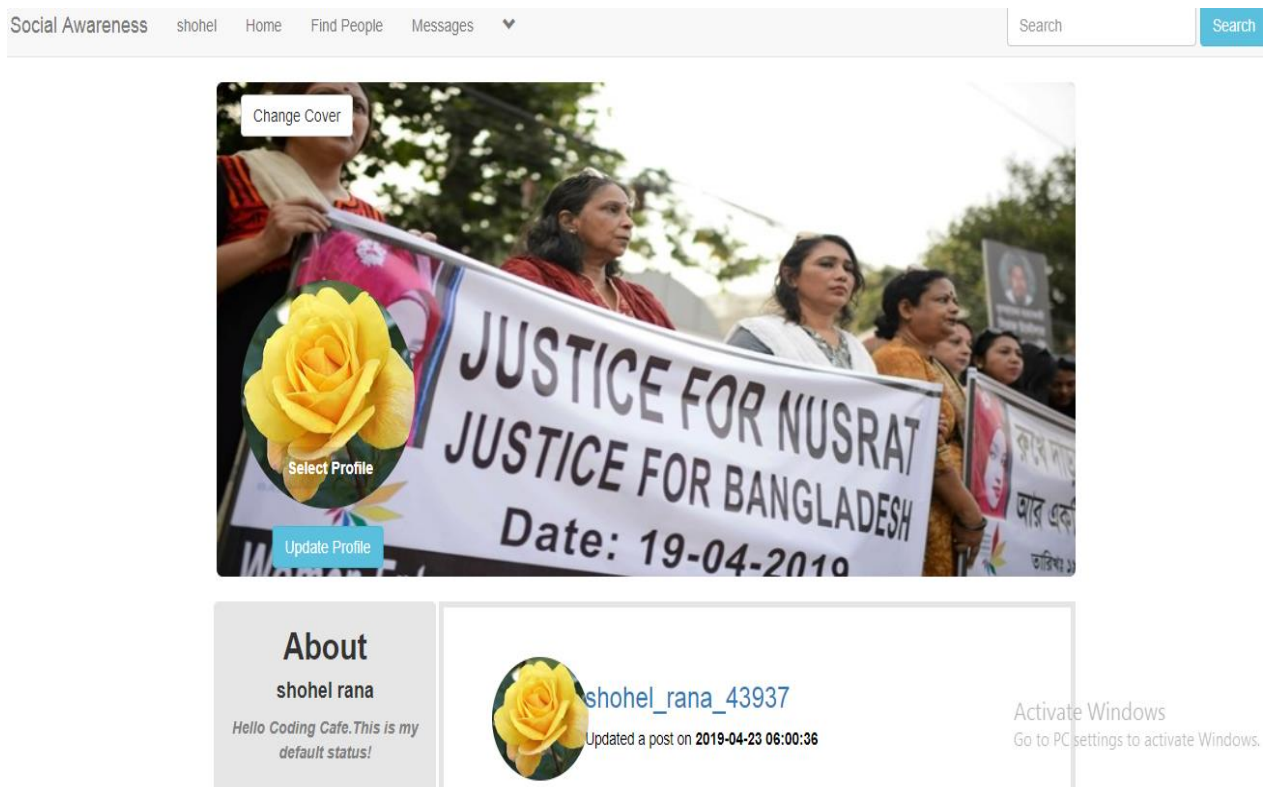 Social Awareness shohel Home Find People Messages Search Search
Change Cover
JUSTICE FOR NUSRAT
JUSTICE FOR BANGLADESH
Date: 19-04-2019
Women
আর
তারিখঃ
Select Profile
Update Profile
About
shohel rana
Hello Coding Cafe.This is my
default status!
shohel_rana_43937
Updated a post on 2019-04-23 06:00:36
Activate Windows
Go to PC settings to activate Windows.